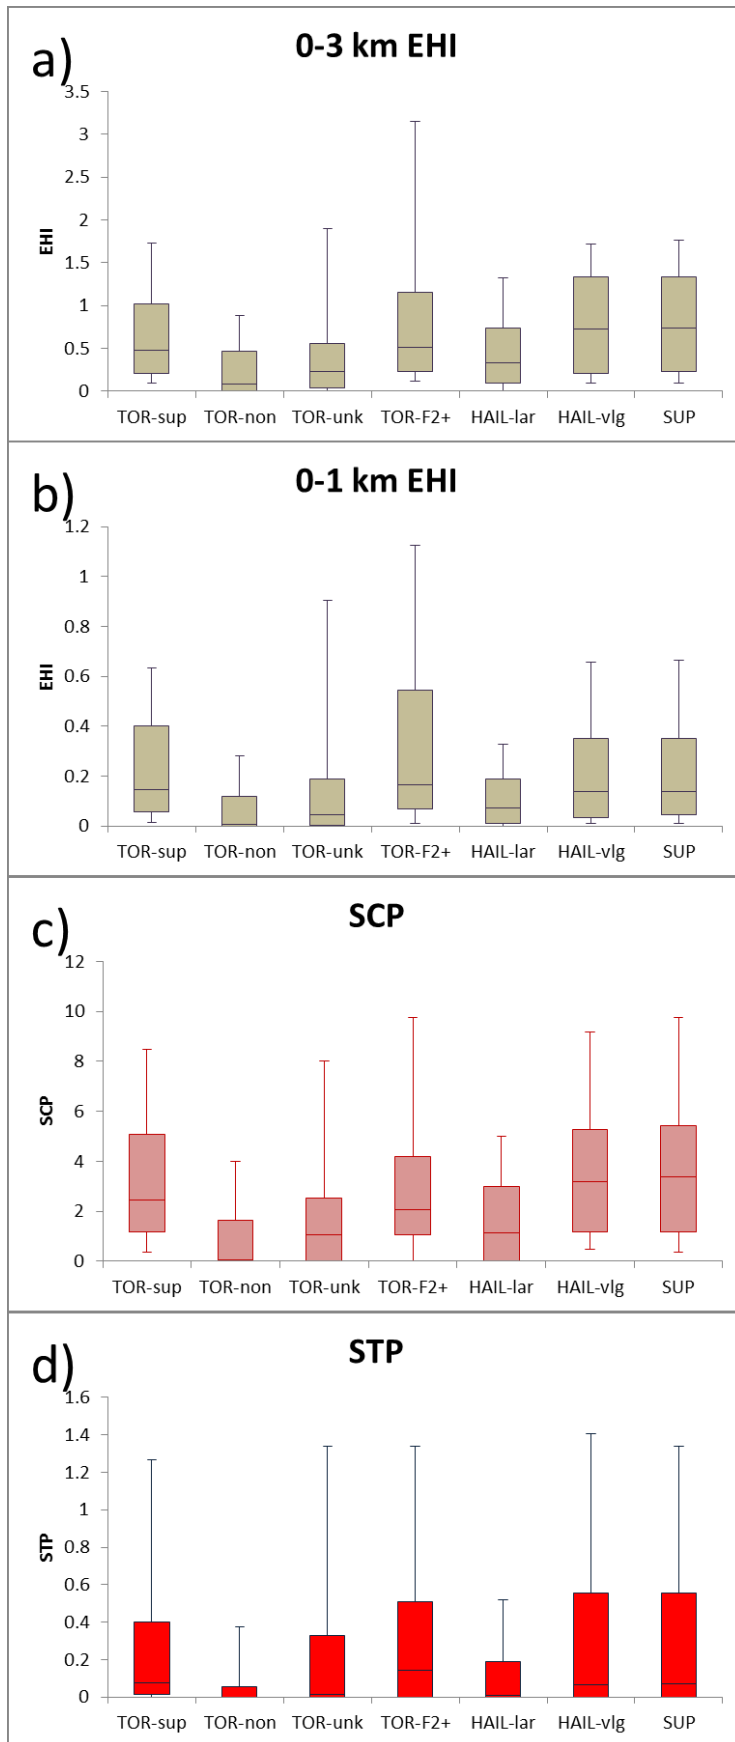 a)
0-3 km EHI
3.5
3
2.5
2
1.5
1
0.5
0
EHI
TOR-sup TOR-non TOR-unk TOR-F2+ HAIL-lar HAIL-vlg SUP
b)
0-1 km EHI
1.2
1
0.8
0.6
0.4
0.2
0
EHI
TOR-sup TOR-non TOR-unk TOR-F2+ HAIL-lar HAIL-vlg SUP
c)
SCP
12
10
8
6
4
2
0
SCP
TOR-sup TOR-non TOR-unk TOR-F2+ HAIL-lar HAIL-vlg SUP
d)
STP
1.6
1.4
1.2
1
0.8
0.6
0.4
0.2
0
STP
TOR-sup TOR-non TOR-unk TOR-F2+ HAIL-lar HAIL-vlg SUP